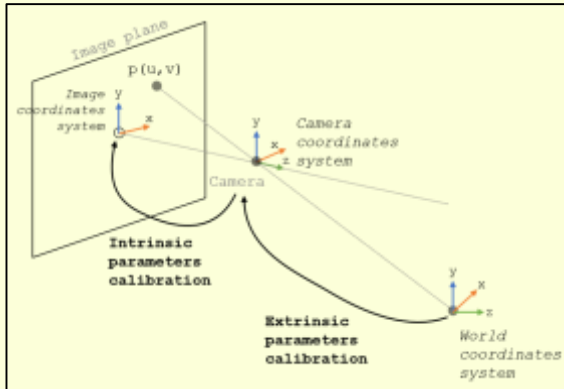 Image plane
p(u,v)
Image
coordinates
system
y
x
y
x
z
Camera
coordinates
system
Camera
Intrinsic
parameters
calibration
Extrinsic
parameters
calibration
y
x
z
World
coordinates
system